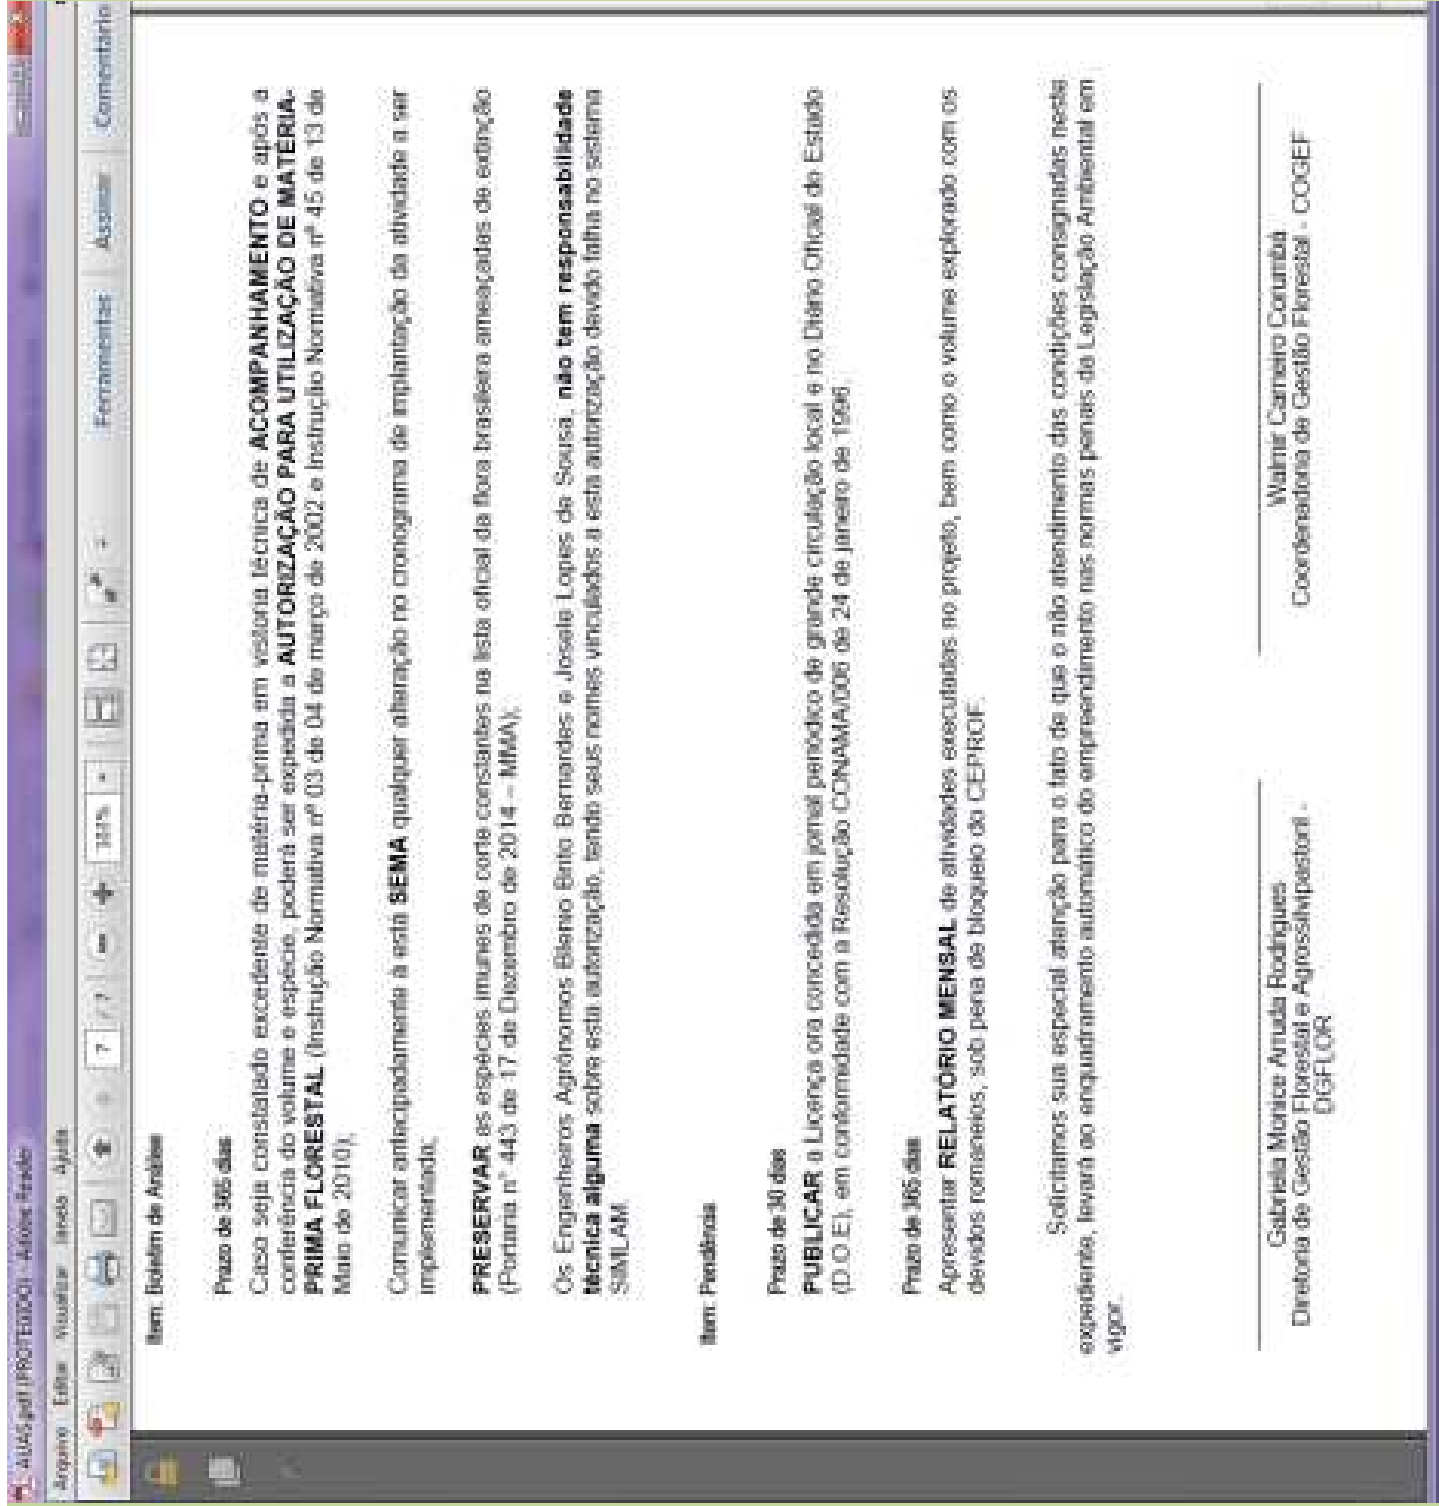 AUAS.pdf (PROTEGIDO) - Adobe Reader
Arquivo Editar Visualizar Janela Ajuda
7 / 7
Ferramentas Assinar Comentário
Item: Boletim de Análise
Prazo de 365 dias
Caso seja constatado excedente de matéria-prima em vistoria técnica de ACOMPANHAMENTO e após a
conferência do volume e espécie, poderá ser expedida a AUTORIZAÇÃO PARA UTILIZAÇÃO DE MATÉRIA-
PRIMA FLORESTAL (Instrução Normativa nº 03 de 04 de março de 2002 e Instrução Normativa nº 45 de 13 de
Maio de 2010);
Comunicar antecipadamente à esta SEMA qualquer alteração no cronograma de implantação da atividade a ser
implementado;
PRESERVAR as espécies imunes de corte constantes na lista oficial da flora brasileira ameaçadas de extinção
(Portaria n° 443 de 17 de Dezembro de 2014 – MMA);
Os Engenheiros Agrônomos Blenio Brito Bernardes e Josele Lopes de Sousa, não tem responsabilidade
técnica alguma sobre esta autorização, tendo seus nomes vinculados a esta autorização devido falha no sistema
SIMLAM.
Item: Pendência
Prazo de 30 dias
PUBLICAR a Licença ora concedida em jornal periódico de grande circulação local e no Diário Oficial do Estado
(D.O.E), em conformidade com a Resolução CONAMA/006 de 24 de janeiro de 1996.
Prazo de 365 dias
Apresentar RELATÓRIO MENSAL de atividades executadas no projeto, bem como o volume explorado com os
devidos romaneios, sob pena de bloqueio do CEPROF.
Solicitamos sua especial atenção para o fato de que o não atendimento das condições consignadas neste
expediente, levará ao enquadramento automático do empreendimento nas normas penais da Legislação Ambiental em
vigor.
Gabriela Monice Arruda Rodrigues
Diretoria de Gestão Florestal e Agrossilvipastoril -
DGFLOR
Walmir Carneiro Corumbá
Coordenadoria de Gestão Florestal - COGEF